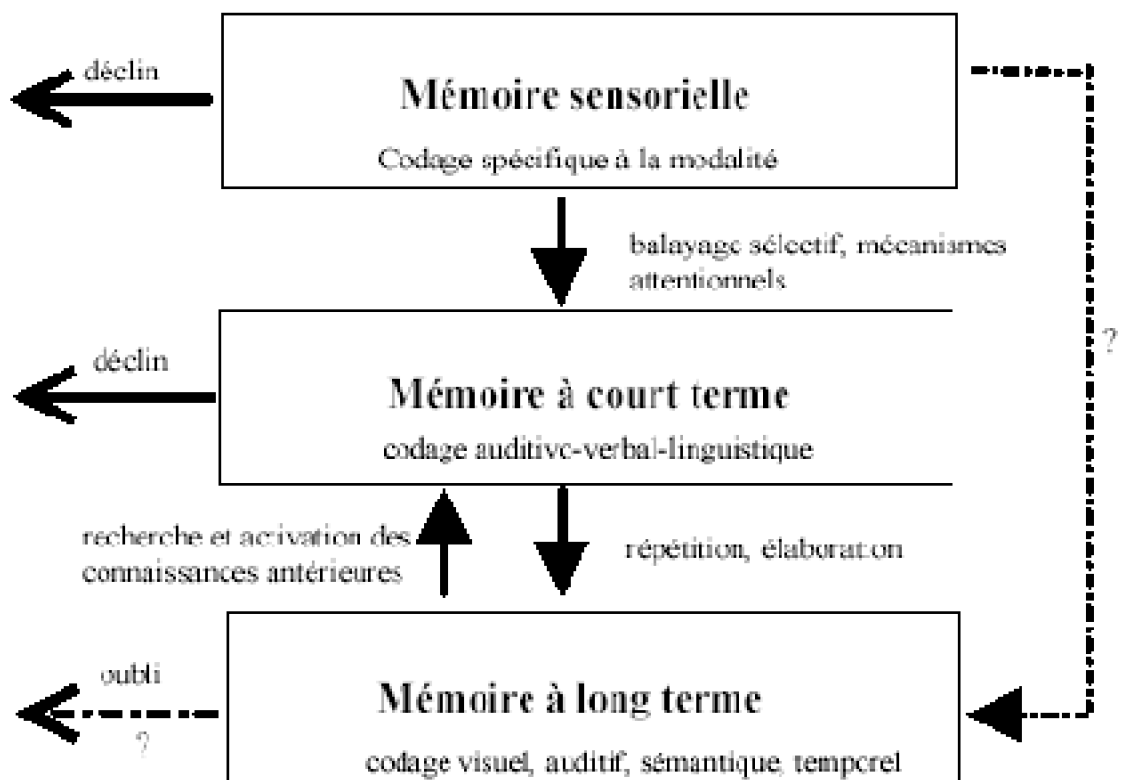 déclin
Mémoire sensorielle
Codage spécifique à la modalité
balayage sélectif, mécanismes
attentionnels
?
déclin
Mémoire à court terme
codage auditivo-verbal-linguistique
recherche et activation des
connaissances antérieures
répétition, élaboration
oubli
?
Mémoire à long terme
codage visuel, auditif, sémantique, temporel